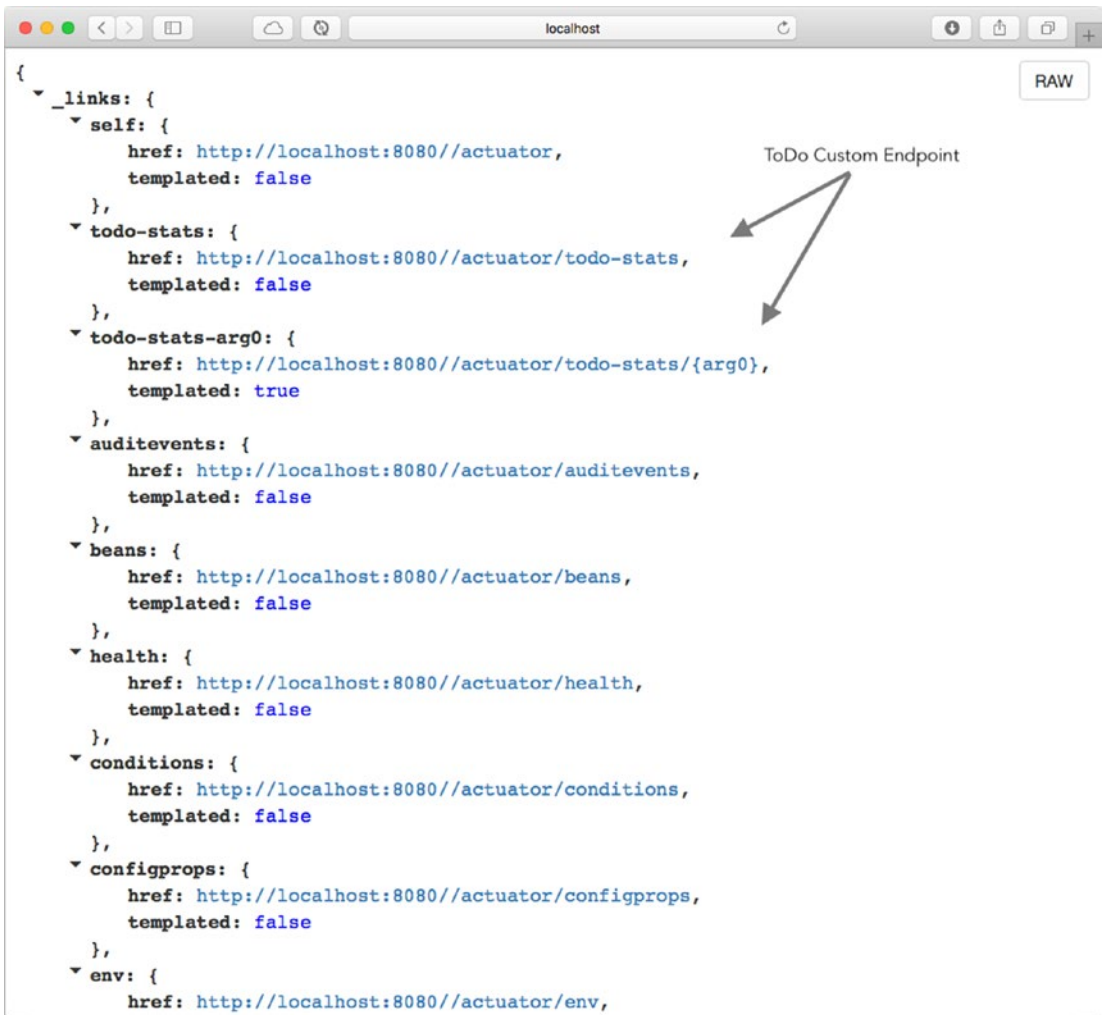 localhost
RAW
{
_links: {
self: {
href: http://localhost:8080//actuator,
templated: false
},
ToDo Custom Endpoint
todo-stats: {
href: http://localhost:8080//actuator/todo-stats,
templated: false
},
todo-stats-arg0: {
href: http://localhost:8080//actuator/todo-stats/{arg0},
templated: true
},
auditevents: {
href: http://localhost:8080//actuator/auditevents,
templated: false
},
beans: {
href: http://localhost:8080//actuator/beans,
templated: false
},
health: {
href: http://localhost:8080//actuator/health,
templated: false
},
conditions: {
href: http://localhost:8080//actuator/conditions,
templated: false
},
configprops: {
href: http://localhost:8080//actuator/configprops,
templated: false
},
env: {
href: http://localhost:8080//actuator/env,